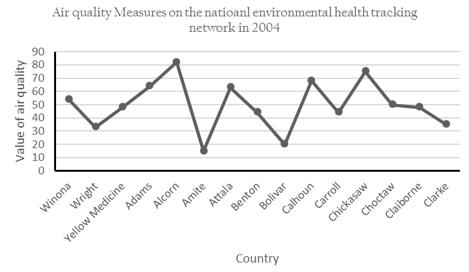 Air quality Measures on the natioanl environmental health tracking
network in 2004
Value of air quality
90
80
70
60
50
40
30
20
10
0
Winona
Wright
Yellow Medicine
Adams
Alcorn
Amite
Attala
Benton
Bolivar
Calhoun
Carroll
Chickasaw
Choctaw
Claiborne
Clarke
Country